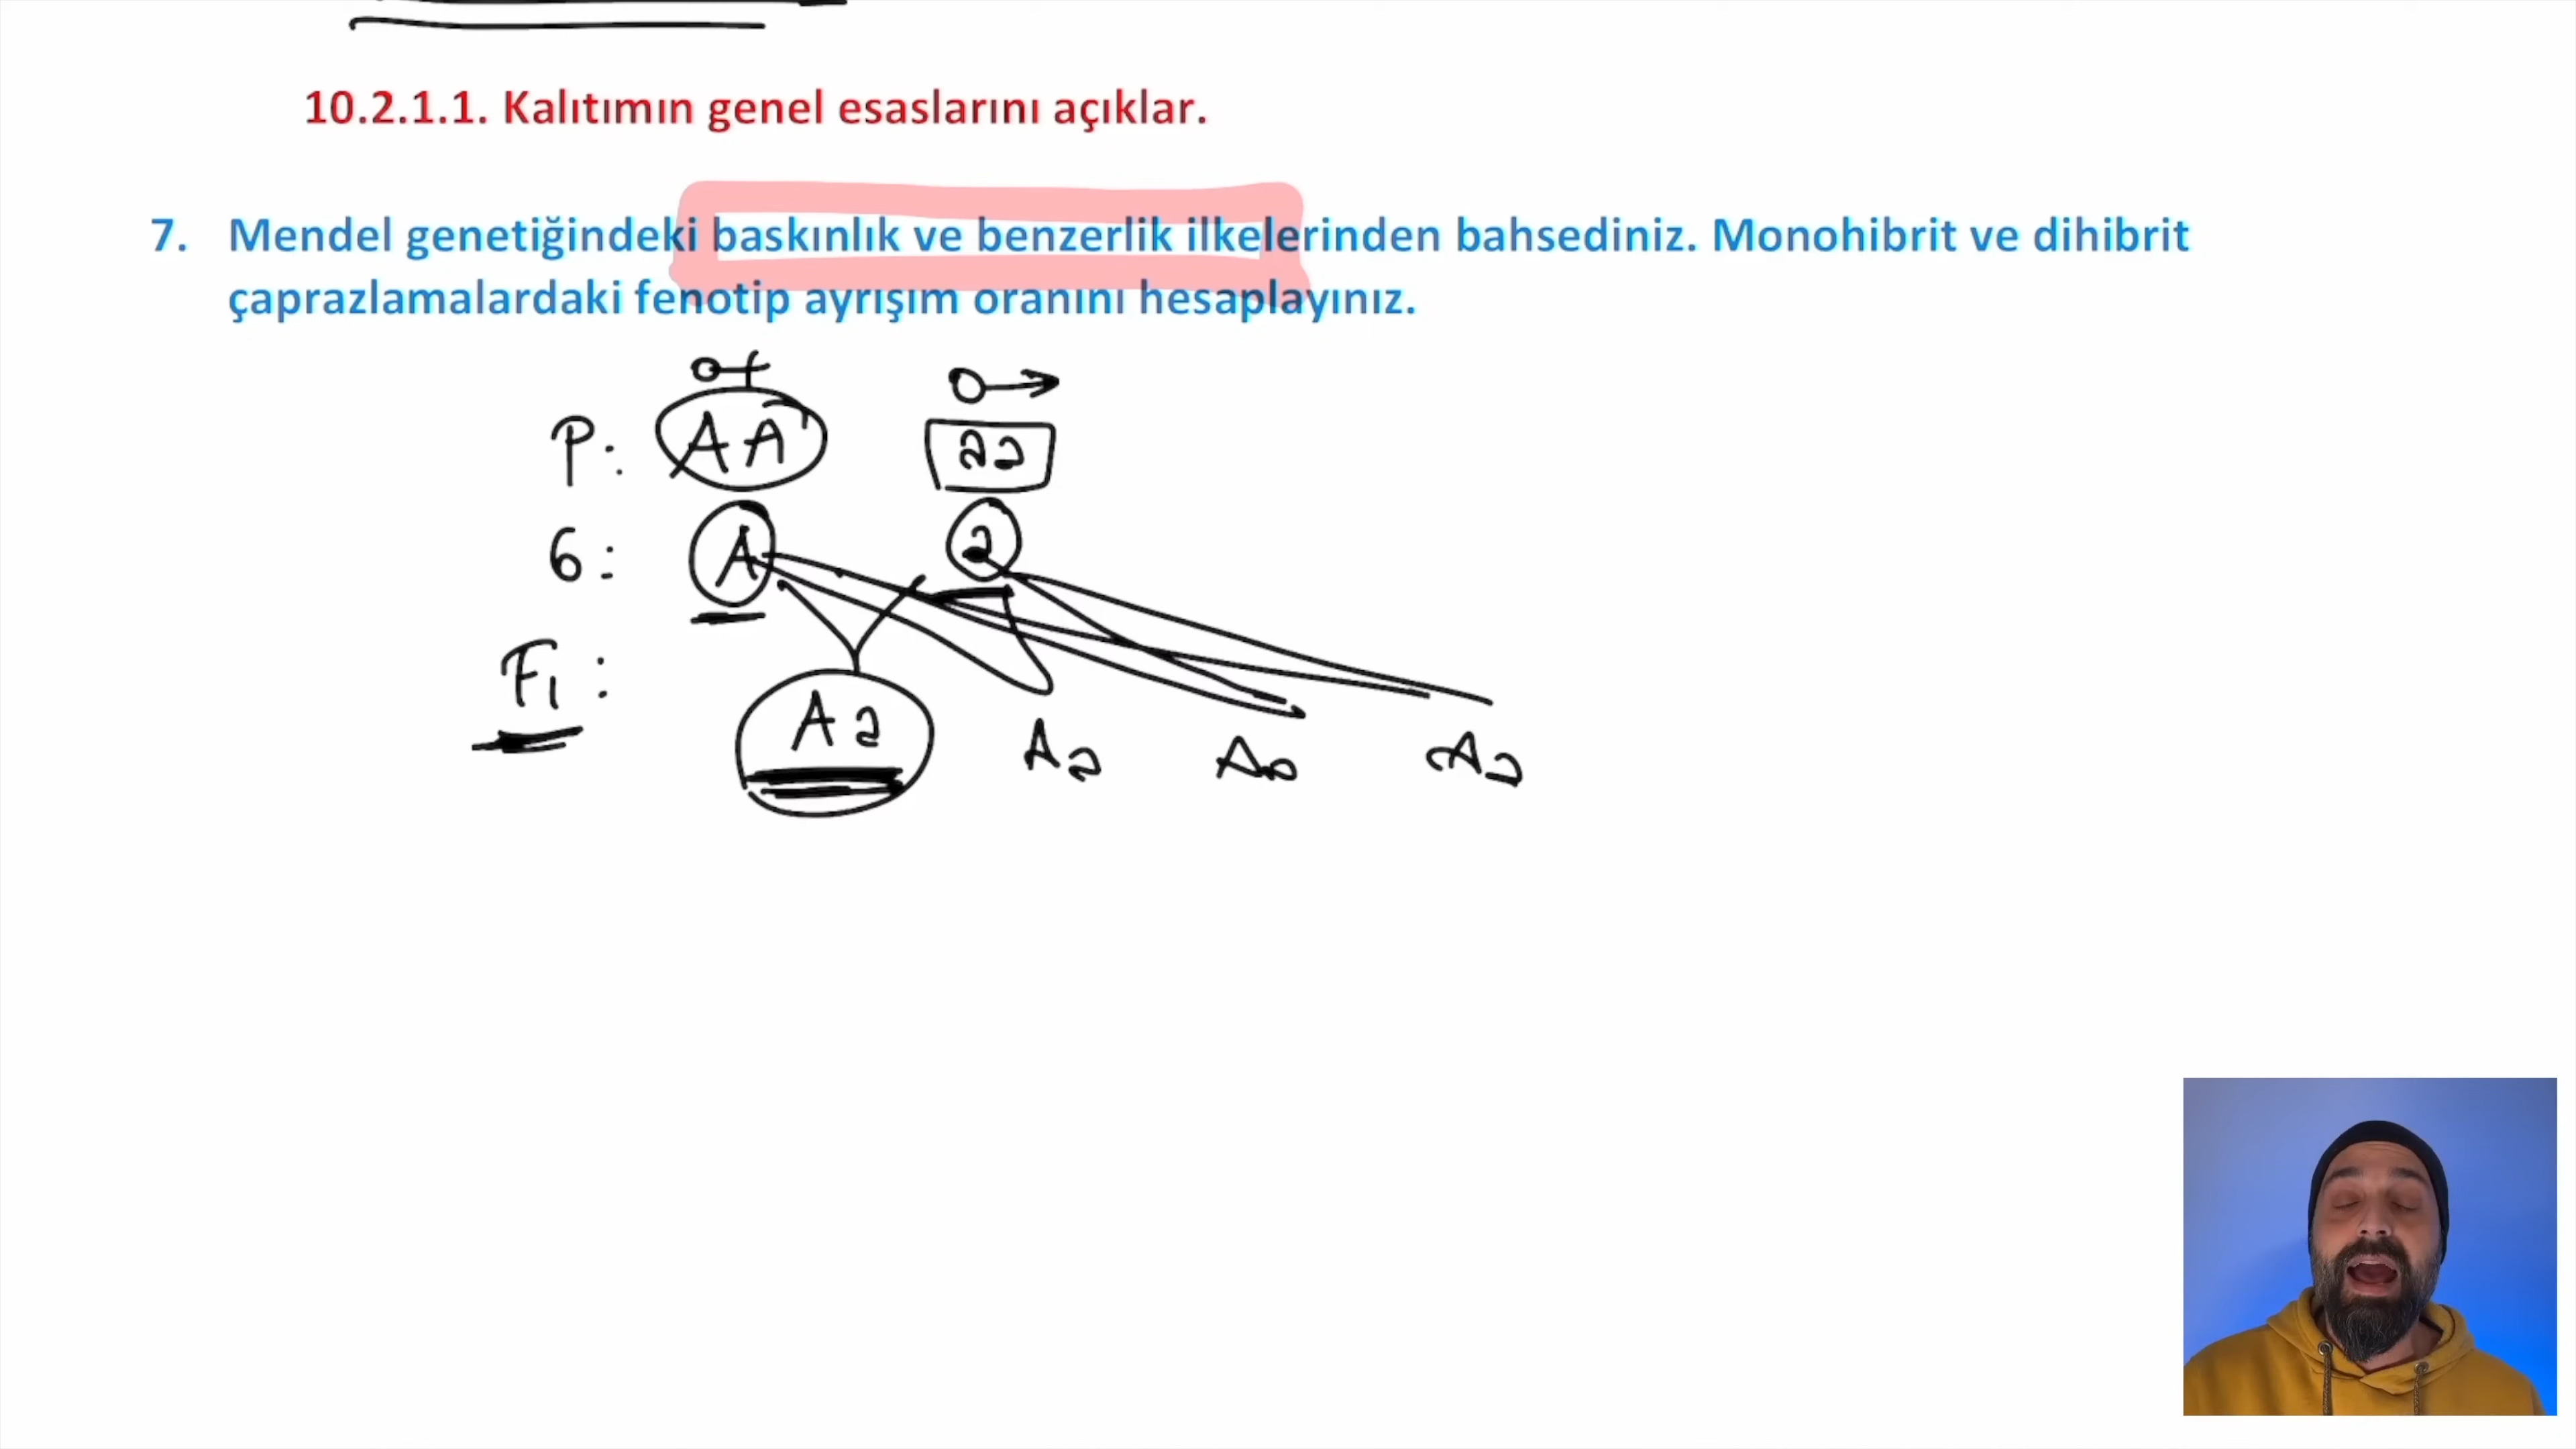 10.2.1.1. Kalıtımın genel esaslarını açıklar.
7. Mendel genetiğindeki baskınlık ve benzerlik ilkelerinden bahsediniz. Monohibrit ve dihibrit
çaprazlamalardaki fenotip ayrışım oranını hesaplayınız.
P: AA aa
G: A a
F1:
Aa Aa Aa Aa